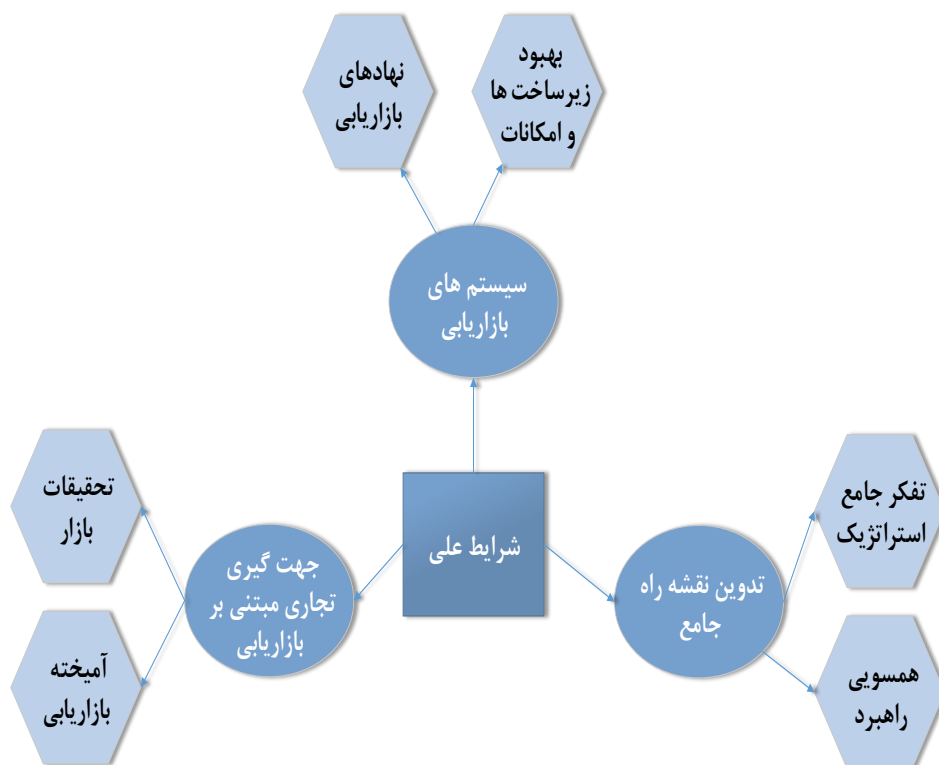 بهبود
زیرساخت ها
و امکانات
نهادهای
بازاریابی
سیستم های
بازاریابی
شرایط علی
تدوین نقشه راه
جامع
تفکر جامع
استراتژیک
همسویی
راهبرد
جهت گیری
تجاری مبتنی بر
بازاریابی
تحقیقات
بازار
آمیخته
بازاریابی